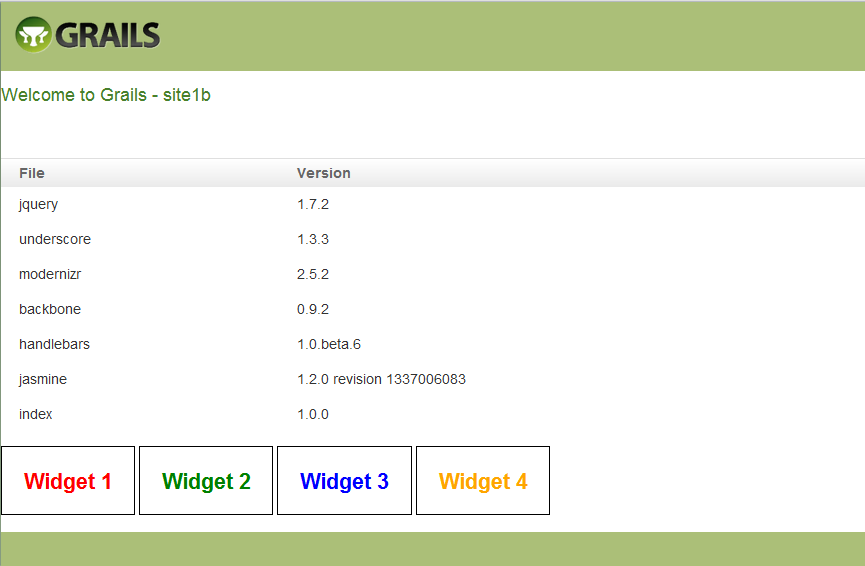 GRAILS
Welcome to Grails - site1b
File Version
jquery 1.7.2
underscore 1.3.3
modernizr 2.5.2
backbone 0.9.2
handlebars 1.0.beta.6
jasmine 1.2.0 revision 1337006083
index 1.0.0
Widget 1 Widget 2 Widget 3 Widget 4